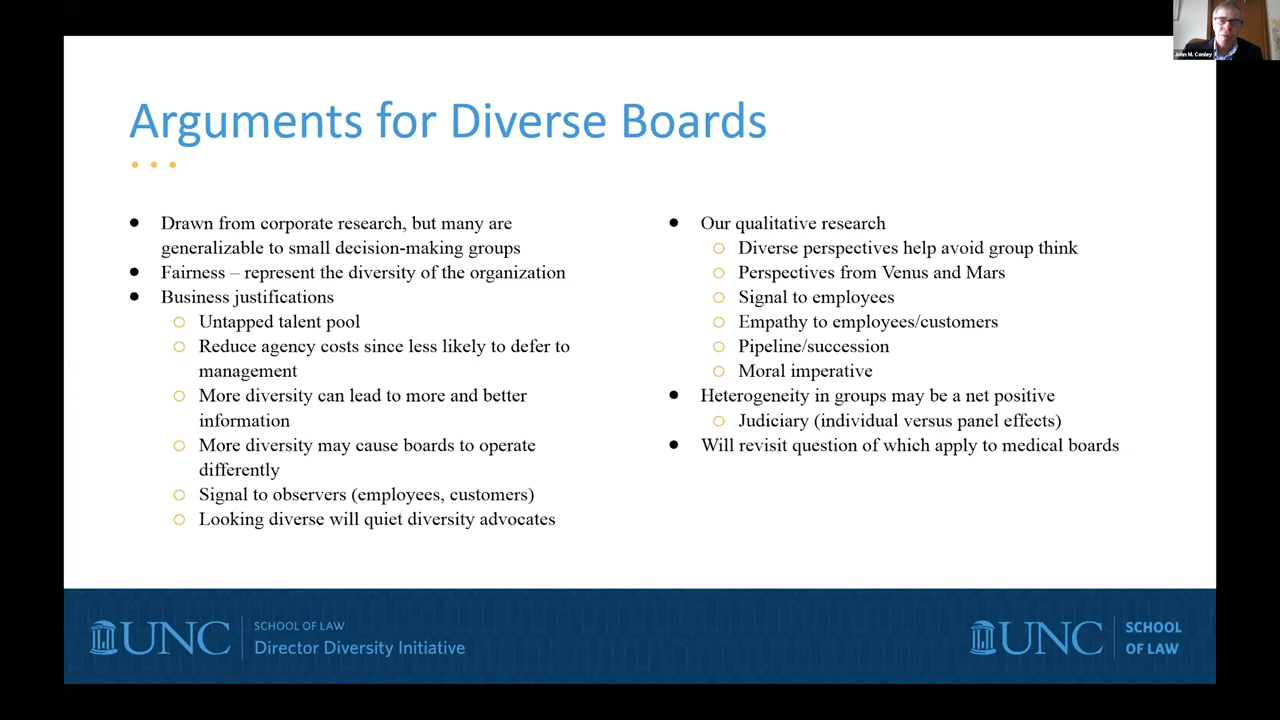 John M. Conley
Arguments for Diverse Boards
● Drawn from corporate research, but many are
generalizable to small decision-making groups
● Fairness – represent the diversity of the organization
● Business justifications
○ Untapped talent pool
○ Reduce agency costs since less likely to defer to
management
○ More diversity can lead to more and better
information
○ More diversity may cause boards to operate
differently
○ Signal to observers (employees, customers)
○ Looking diverse will quiet diversity advocates
● Our qualitative research
○ Diverse perspectives help avoid group think
○ Perspectives from Venus and Mars
○ Signal to employees
○ Empathy to employees/customers
○ Pipeline/succession
○ Moral imperative
● Heterogeneity in groups may be a net positive
○ Judiciary (individual versus panel effects)
● Will revisit question of which apply to medical boards
UNC
SCHOOL OF LAW
Director Diversity Initiative
UNC
SCHOOL
OF LAW